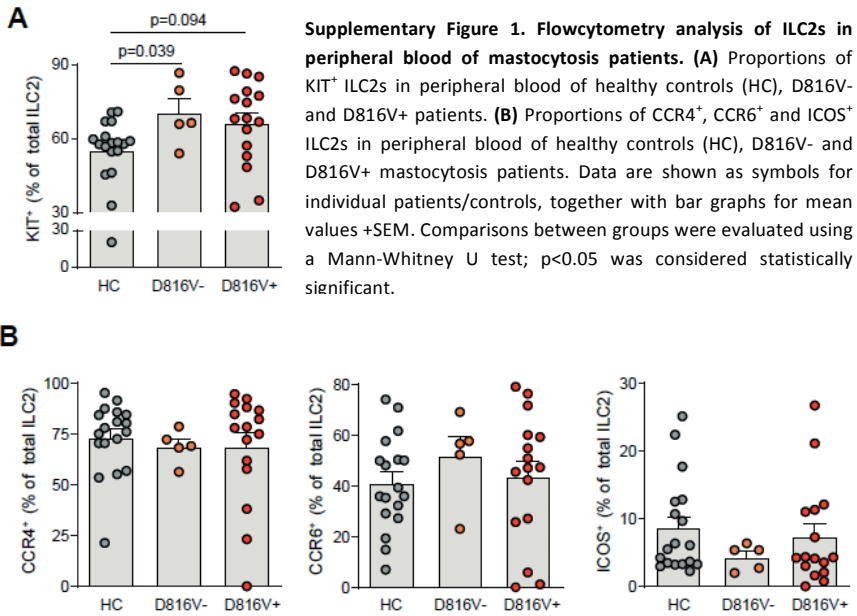 A
p=0.094
p=0.039
KIT⁺ (% of total ILC2)
90
60
30
30
0
HC D816V- D816V+
Supplementary Figure 1. Flowcytometry analysis of ILC2s in
peripheral blood of mastocytosis patients. (A) Proportions of
KIT⁺ ILC2s in peripheral blood of healthy controls (HC), D816V-
and D816V+ patients. (B) Proportions of CCR4⁺, CCR6⁺ and ICOS⁺
ILC2s in peripheral blood of healthy controls (HC), D816V- and
D816V+ mastocytosis patients. Data are shown as symbols for
individual patients/controls, together with bar graphs for mean
values +SEM. Comparisons between groups were evaluated using
a Mann-Whitney U test; p<0.05 was considered statistically
significant.
B
CCR4⁺ (% of total ILC2)
100
75
50
25
0
HC D816V- D816V+
CCR6⁺ (% of total ILC2)
80
60
40
20
0
HC D816V- D816V+
ICOS⁺ (% of total ILC2)
30
20
10
0
HC D816V- D816V+